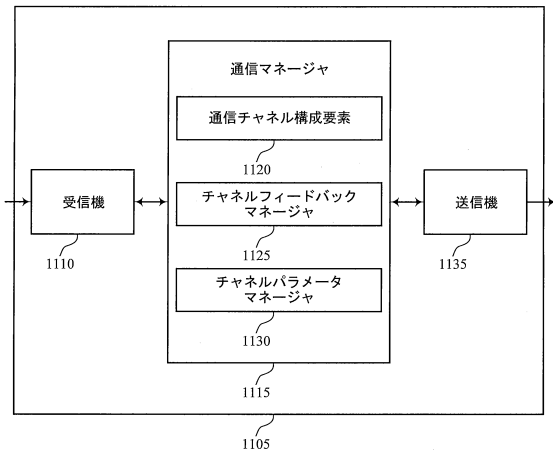 通信マネージャ
通信チャネル構成要素
1120
受信機
1110
チャネルフィードバック
マネージャ
1125
送信機
1135
チャネルパラメータ
マネージャ
1130
1115
1105